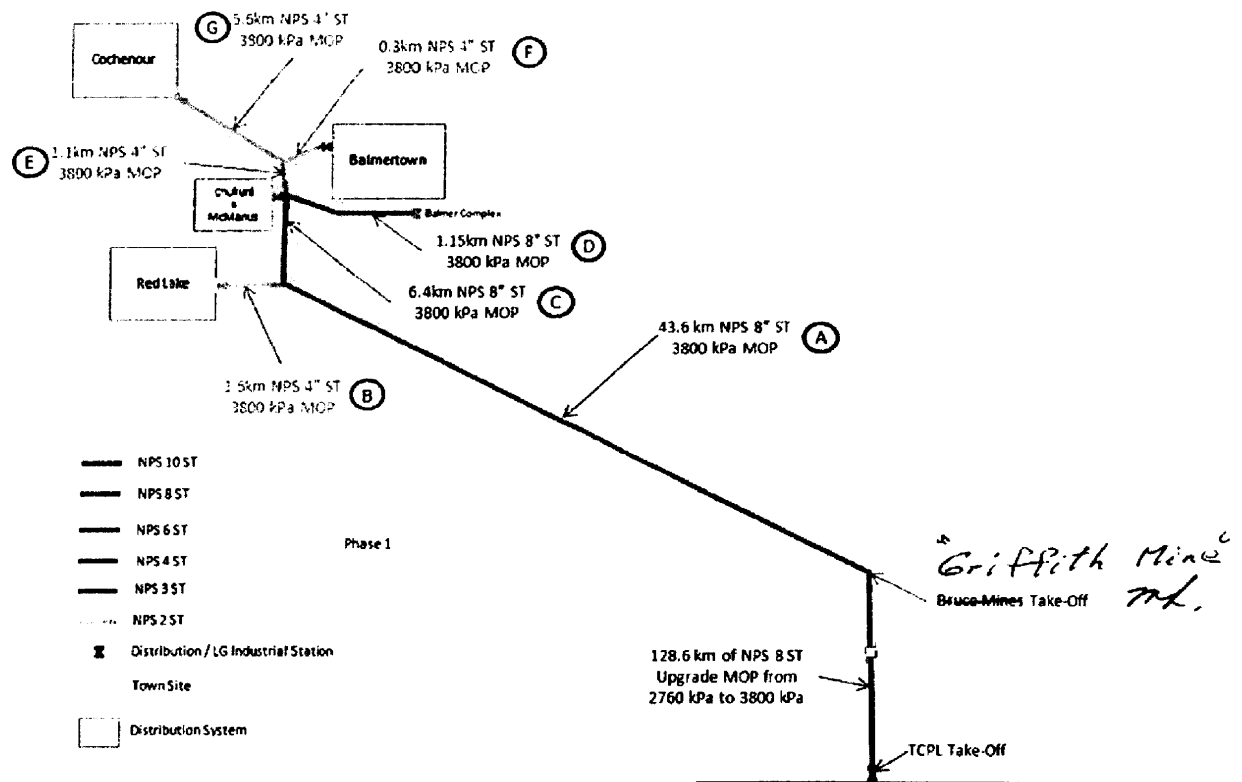 G
5.6km NPS 4" ST
3800 kPa MOP
Cochenour
0.3km NPS 4" ST
3800 kPa MOP
F
E
1.1km NPS 4" ST
3800 kPa MOP
Balmertown
McManus
Balmer Complex
1.15km NPS 8" ST
3800 kPa MOP
D
Red Lake
6.4km NPS 8" ST
3800 kPa MOP
C
43.6 km NPS 8" ST
3800 kPa MOP
A
NPS 4" ST
3800 kPa MOP
B
NPS 10 ST
NPS 8 ST
NPS 6 ST
NPS 4 ST
NPS 3 ST
NPS 2 ST
Distribution / LG Industrial Station
Town Site
Distribution System
Phase 1
"Griffith Mine"
Bruce Mines Take-Off
128.6 km of NPS 8 ST
Upgrade MOP from
2760 kPa to 3800 kPa
TCPL Take-Off